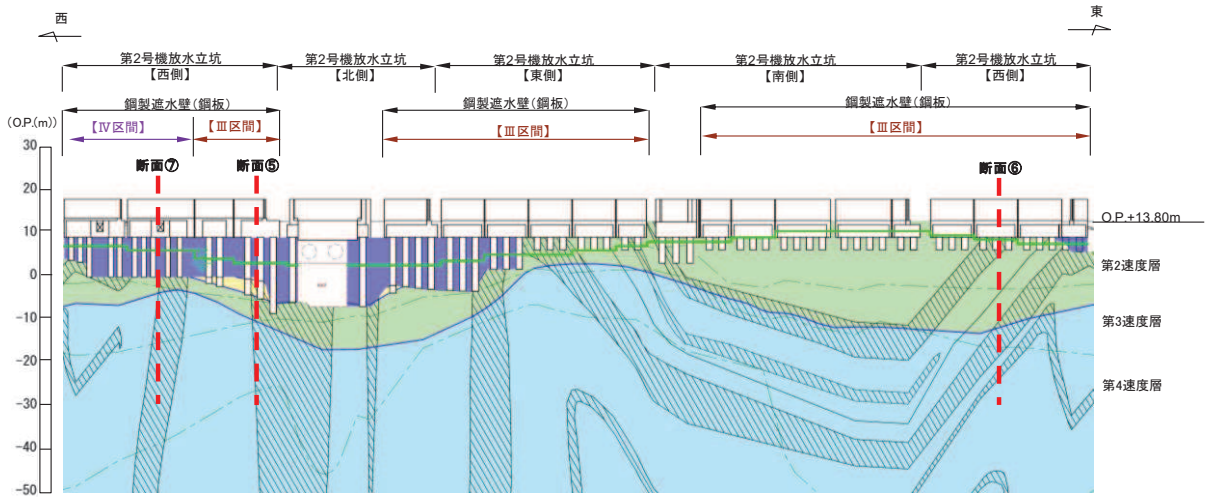 西
東
第2号機放水立坑
【西側】
第2号機放水立坑
【北側】
第2号機放水立坑
【東側】
第2号機放水立坑
【南側】
第2号機放水立坑
【西側】
鋼製遮水壁(鋼板)
鋼製遮水壁(鋼板)
鋼製遮水壁(鋼板)
(O.P.(m))
【Ⅳ区間】
【Ⅲ区間】
【Ⅲ区間】
【Ⅲ区間】
30
断面⑦
断面⑤
断面⑥
20
O.P.+13.80m
10
第2速度層
0
-10
第3速度層
-20
第4速度層
-30
-40
-50